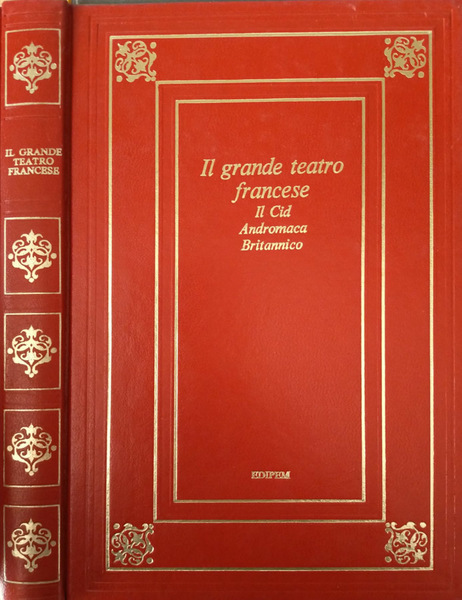 IL GRANDE
TEATRO
FRANCESE
Il grande teatro
francese
Il Cid
Andromaca
Britannico
EDIPEM